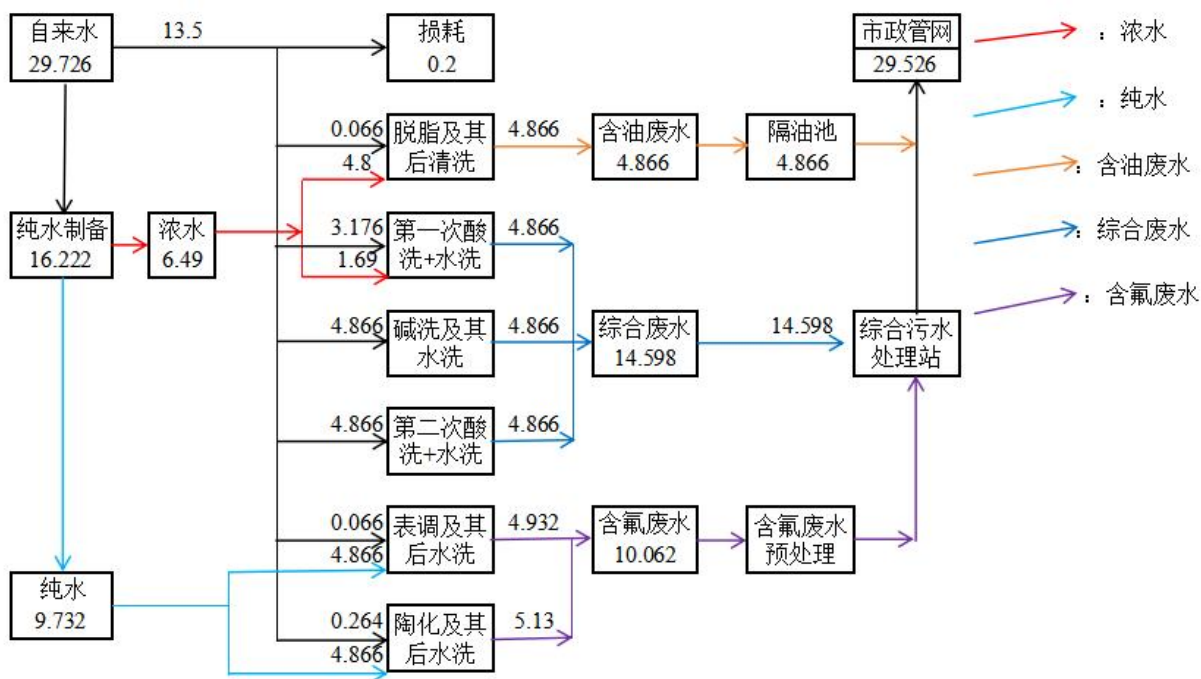 自来水
29.726
13.5
损耗
0.2
市政管网
29.526
：浓水
：纯水
：含油废水
：综合废水
：含氟废水
0.066
4.8
脱脂及其
后清洗
4.866
含油废水
4.866
隔油池
4.866
纯水制备
16.222
浓水
6.49
3.176
1.69
第一次酸
洗+水洗
4.866
4.866
碱洗及其
水洗
4.866
综合废水
14.598
14.598
综合污水
处理站
4.866
第二次酸
洗+水洗
4.866
0.066
4.866
表调及其
后水洗
4.932
含氟废水
10.062
含氟废水
预处理
纯水
9.732
0.264
4.866
陶化及其
后水洗
5.13